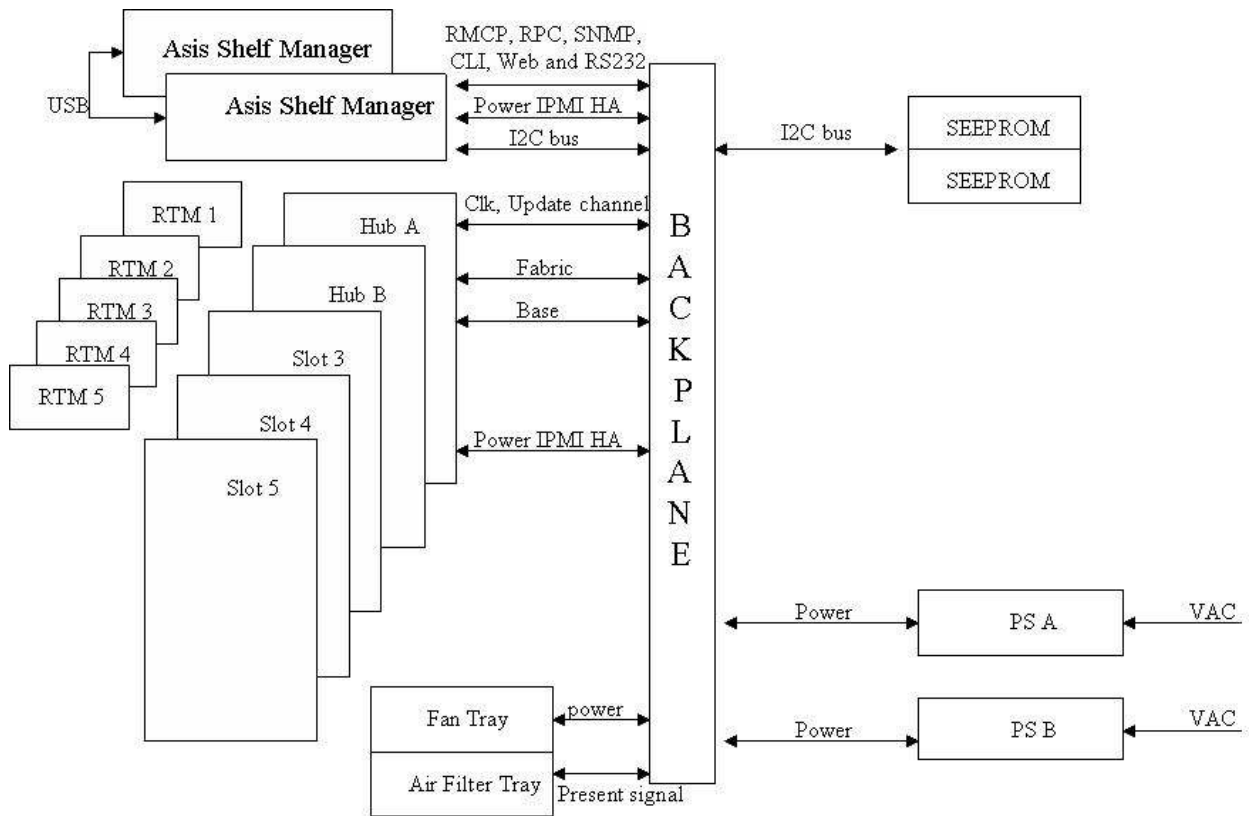 Asis Shelf Manager
Asis Shelf Manager
USB
RMCP, RPC, SNMP,
CLI, Web and RS232
Power IPMI HA
I2C bus
I2C bus
SEEPROM
SEEPROM
RTM 1
RTM 2
RTM 3
RTM 4
RTM 5
Hub A
Hub B
Slot 3
Slot 4
Slot 5
Clk, Update channel
Fabric
Base
Power IPMI HA
BACKPLANE
Power
PS A
VAC
Power
PS B
VAC
Fan Tray
power
Air Filter Tray
Present signal